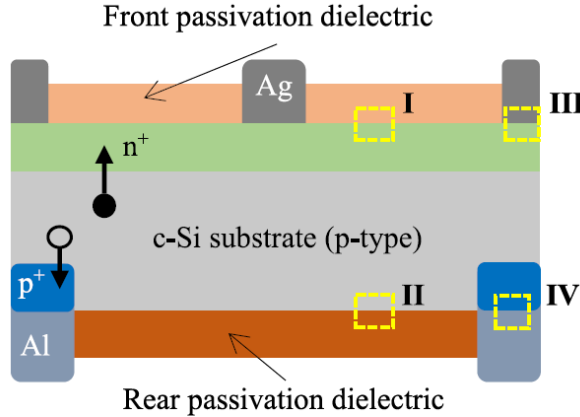 Front passivation dielectric
Ag
I
III
n+
c-Si substrate (p-type)
p+
II
IV
Al
Rear passivation dielectric